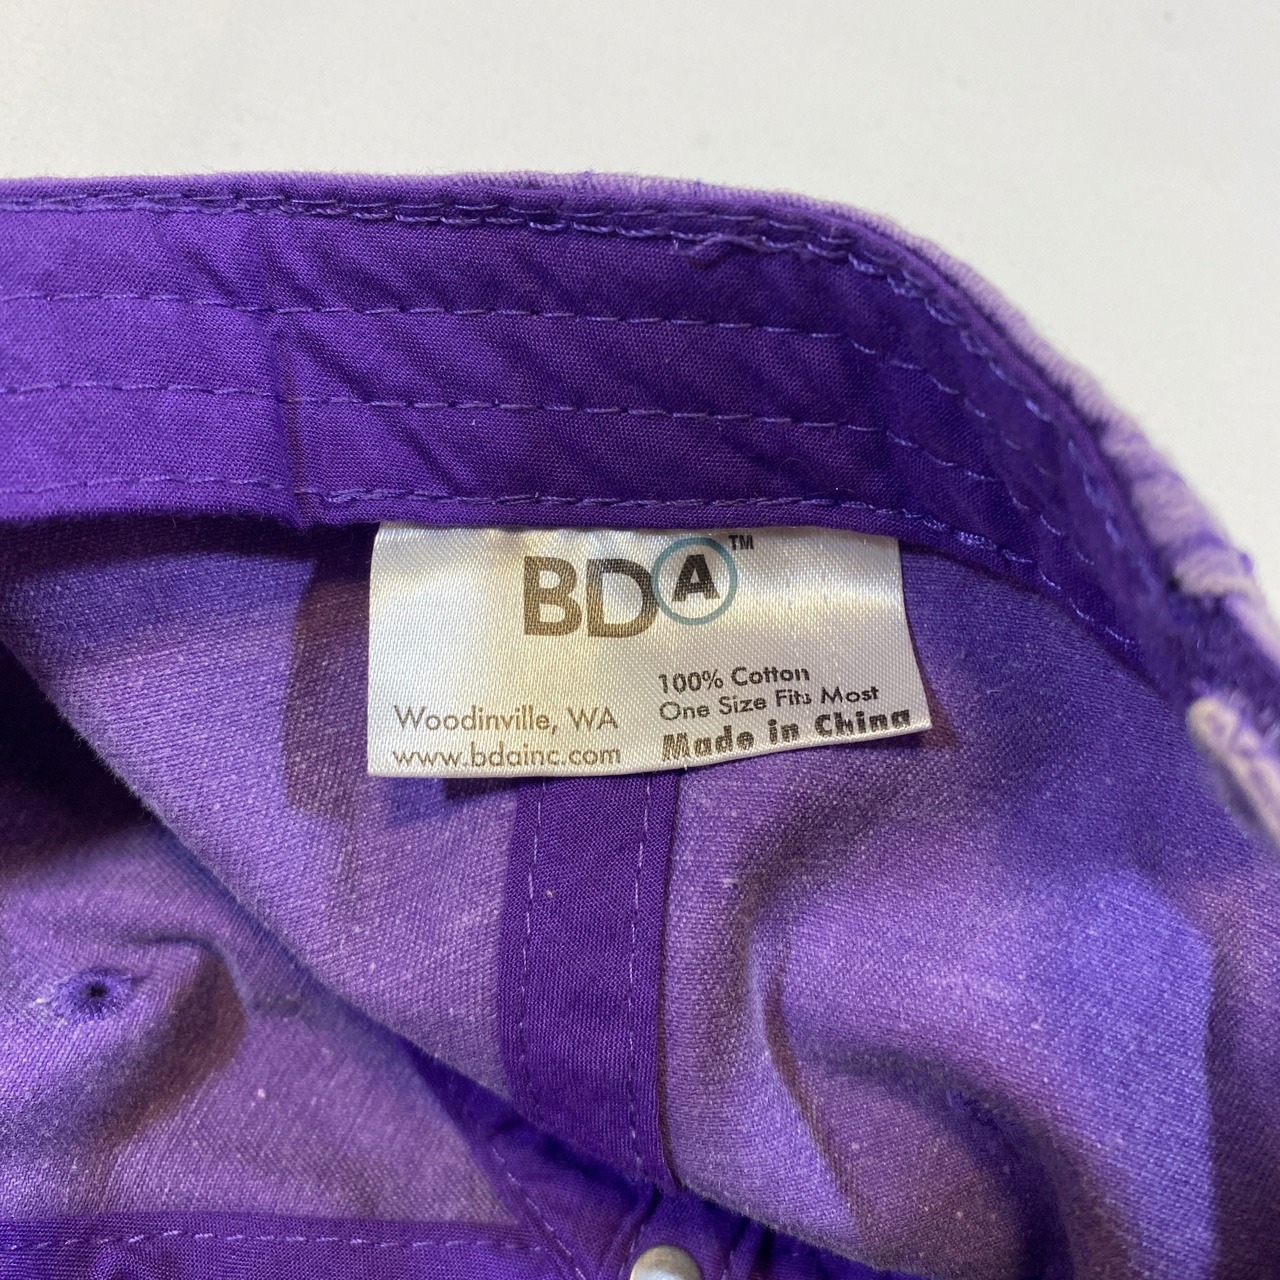 BDA™
100% Cotton
One Size Fits Most
Made in China
Woodinville, WA
www.bdainc.com